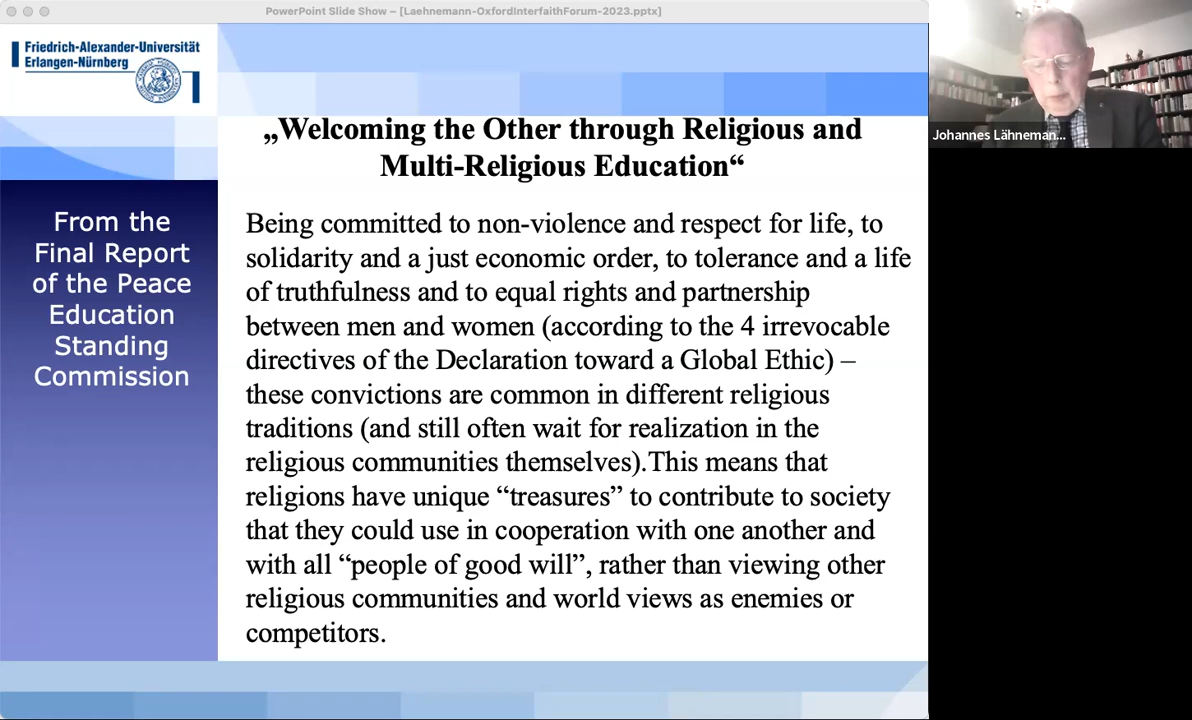 PowerPoint Slide Show – [Laehnemann-OxfordInterfaithForum-2023.pptx]
Friedrich-Alexander-Universität
Erlangen-Nürnberg
„Welcoming the Other through Religious and
Multi-Religious Education“
From the
Final Report
of the Peace
Education
Standing
Commission
Being committed to non-violence and respect for life, to
solidarity and a just economic order, to tolerance and a life
of truthfulness and to equal rights and partnership
between men and women (according to the 4 irrevocable
directives of the Declaration toward a Global Ethic) –
these convictions are common in different religious
traditions (and still often wait for realization in the
religious communities themselves).This means that
religions have unique “treasures” to contribute to society
that they could use in cooperation with one another and
with all “people of good will”, rather than viewing other
religious communities and world views as enemies or
competitors.
Johannes Lähneman...